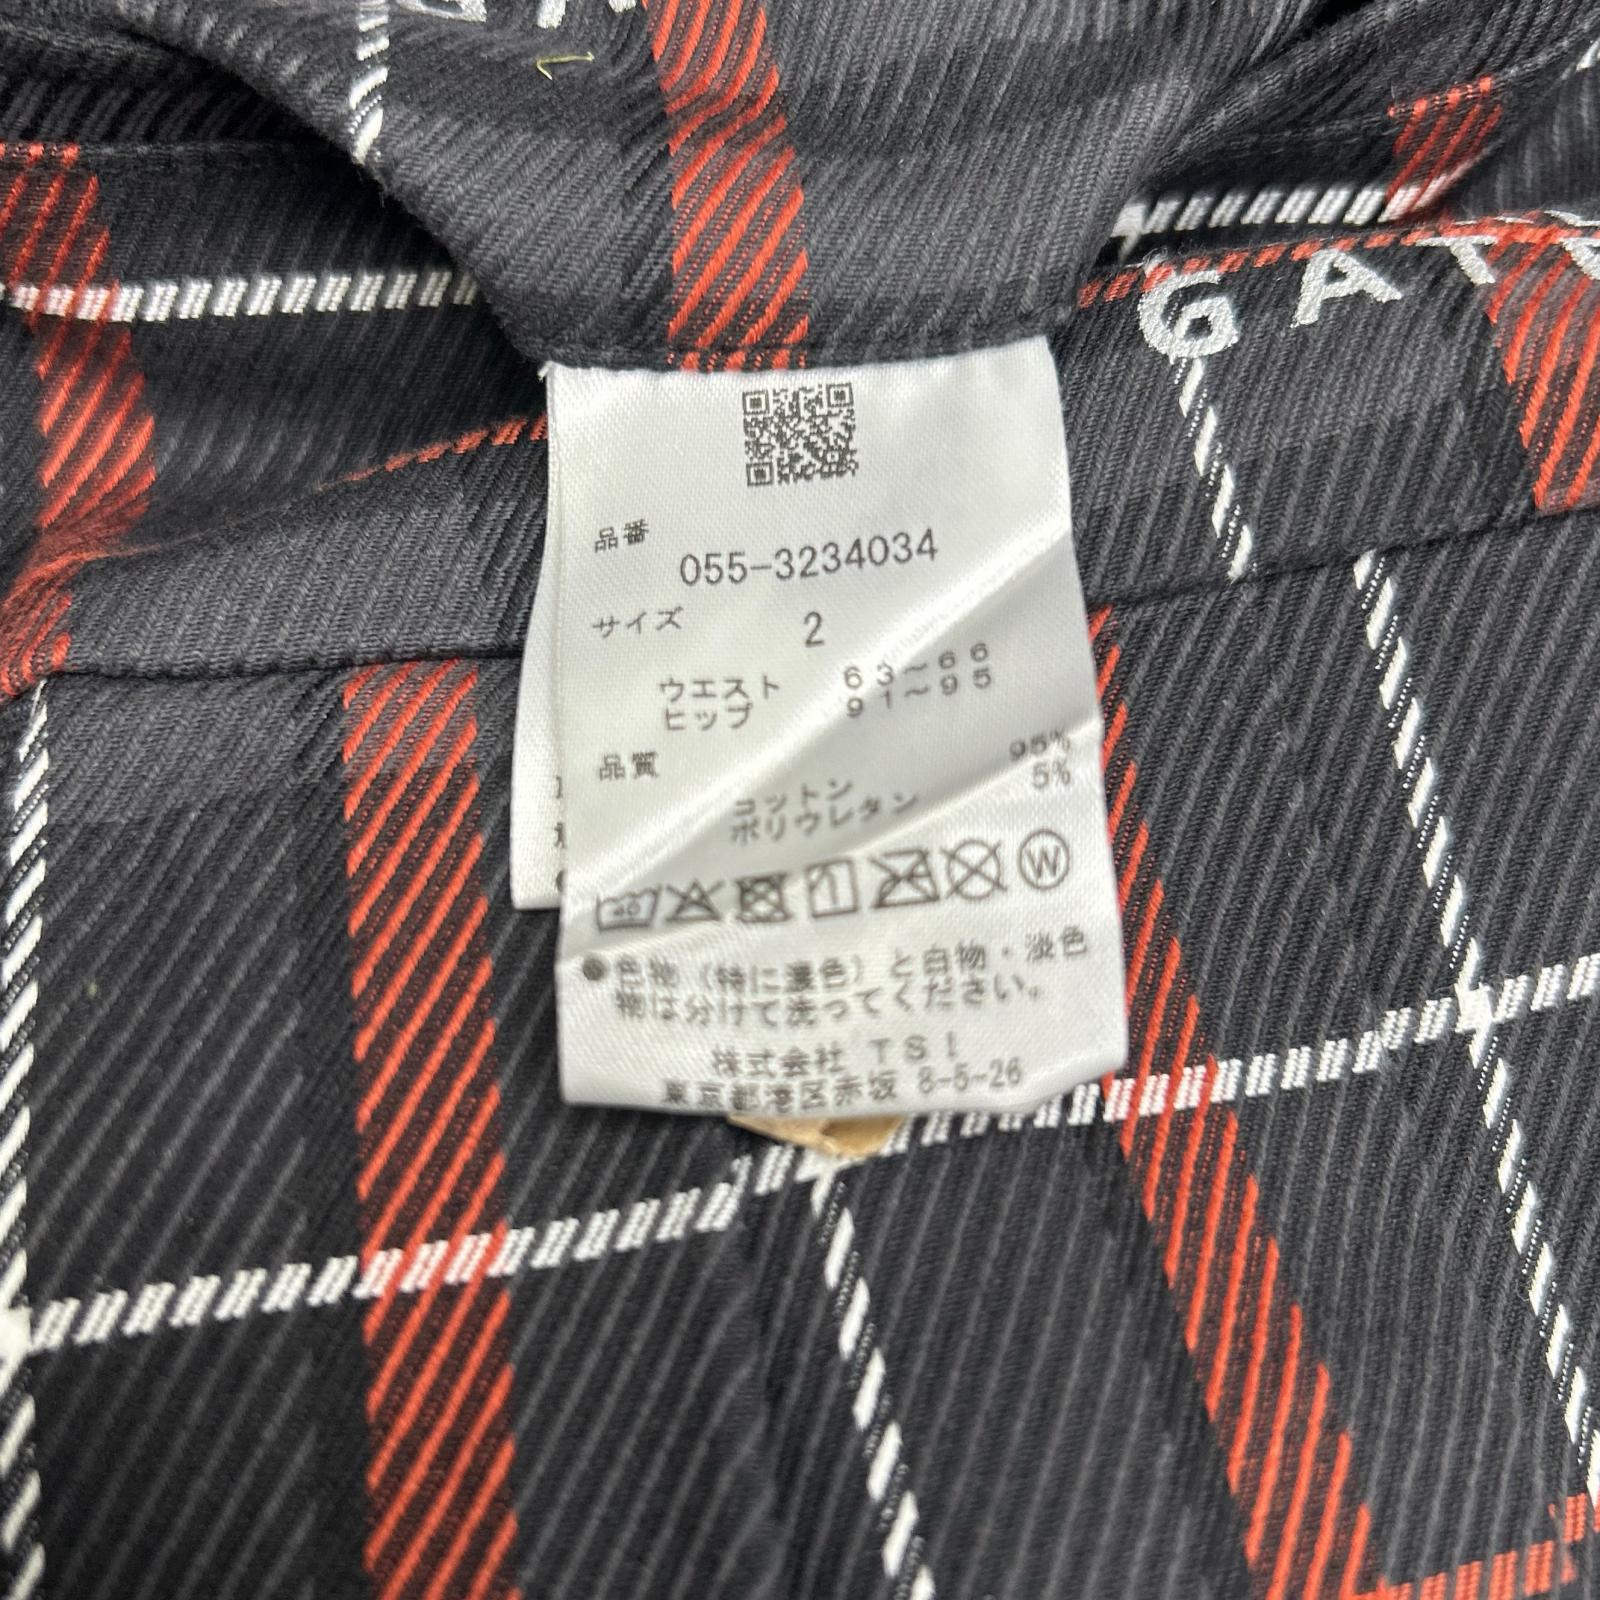 GAT
品番
055-3234034
サイズ 2
ウエスト 63~66
ヒップ 91~95
品質
コットン 95%
ポリウレタン 5%
40
W
●色物（特に濃色）と白物・淡色
物は分けて洗ってください。
株式会社 TSI
東京都港区赤坂 8-5-26